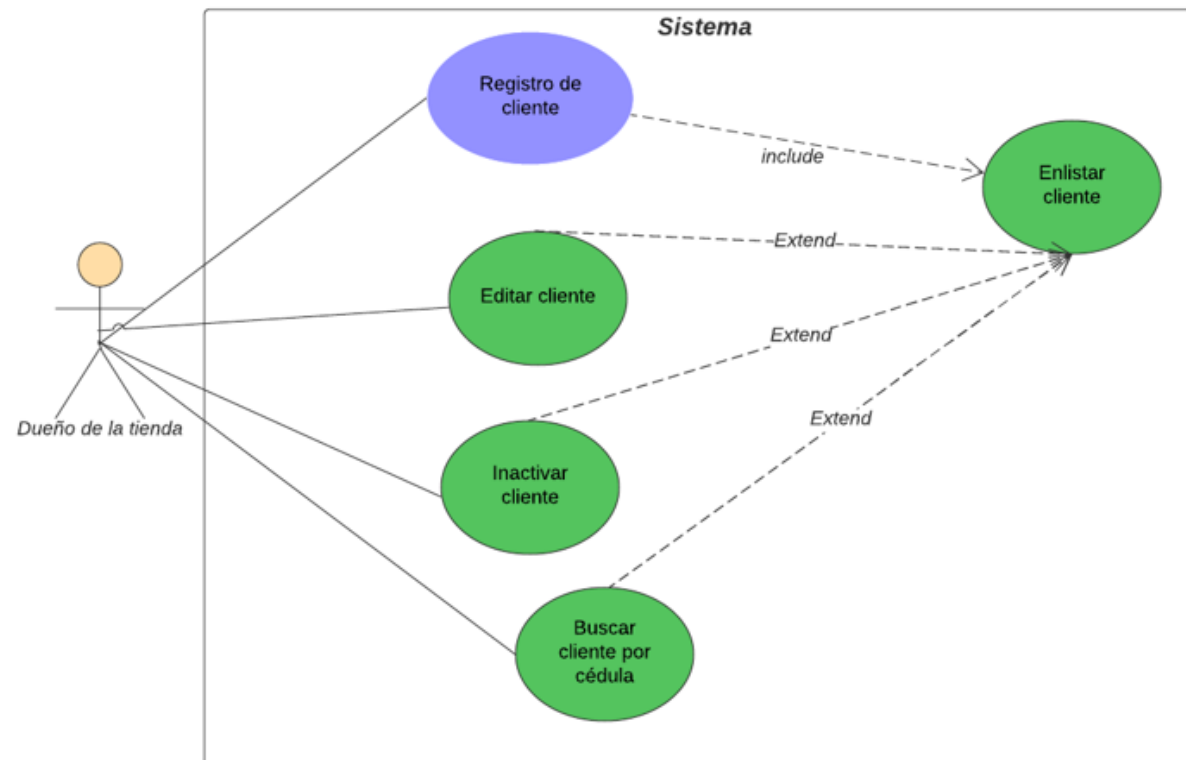 Sistema
Registro de
cliente
include
Enlistar
cliente
Extend
Editar cliente
Extend
Dueño de la tienda
Extend
Inactivar
cliente
Buscar
cliente por
cédula